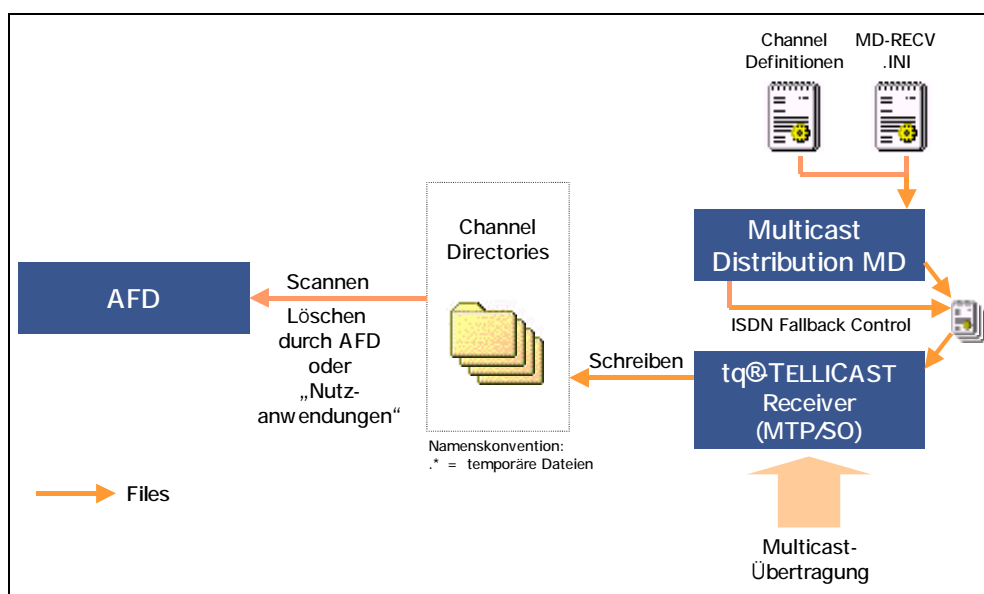 Channel
Definitionen
MD-RECV
.INI
Multicast
Distribution MD
Channel
Directories
AFD
Scannen
Löschen
durch AFD
oder
„Nutz-
anwendungen“
ISDN Fallback Control
Schreiben
tq®-TELLICAST
Receiver
(MTP/SO)
Namenskonvention:
.* = temporäre Dateien
Files
Multicast-
Übertragung